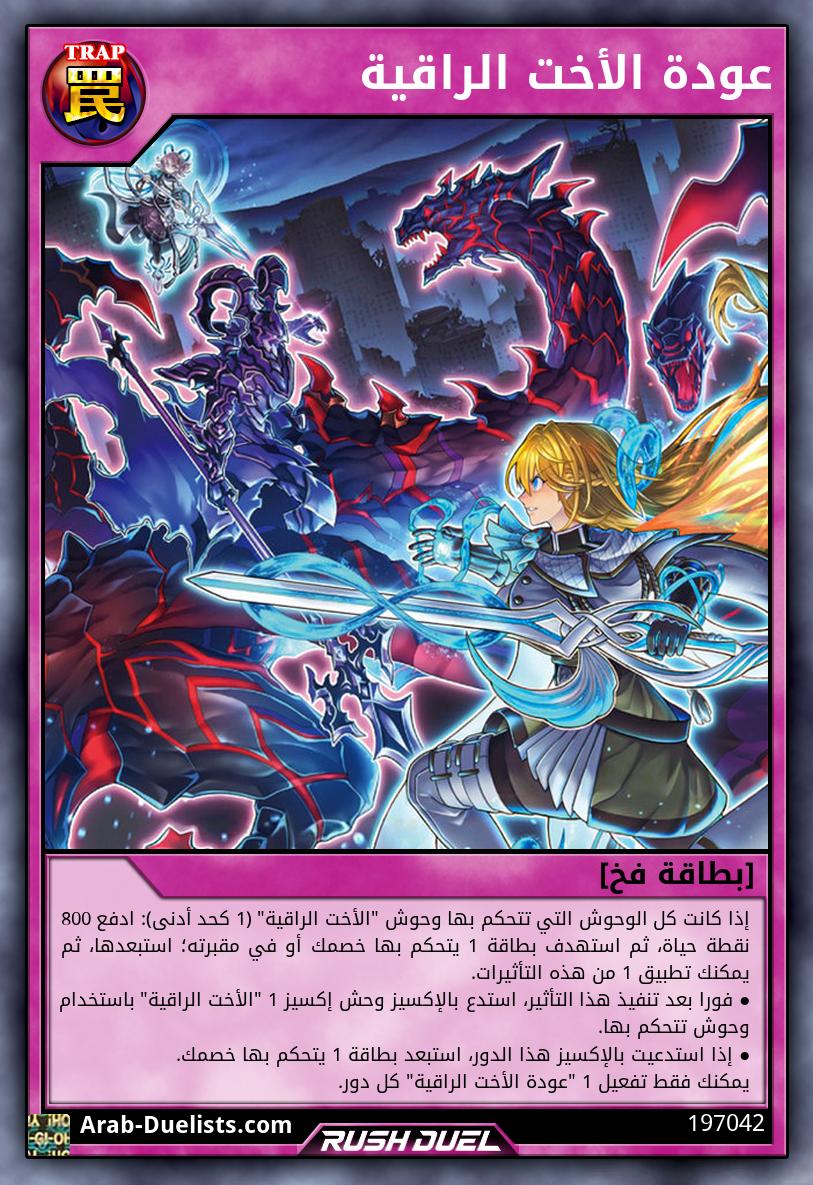 TRAP
罠
عودة الأخت الراقية
[بطاقة فخ]
إذا كانت كل الوحوش التي تتحكم بها وحوش "الأخت الراقية" (1 كحد أدنى): ادفع 800
نقطة حياة، ثم استهدف بطاقة 1 يتحكم بها خصمك أو في مقبرته؛ استبعدها، ثم
يمكنك تطبيق 1 من هذه التأثيرات.
● فورا بعد تنفيذ هذا التأثير، استدع بالإكسيز وحش إكسيز 1 "الأخت الراقية" باستخدام
وحوش تتحكم بها.
● إذا استدعيت بالإكسيز هذا الدور، استبعد بطاقة 1 يتحكم بها خصمك.
يمكنك فقط تفعيل 1 "عودة الأخت الراقية" كل دور.
Arab-Duelists.com
RUSH DUEL
197042